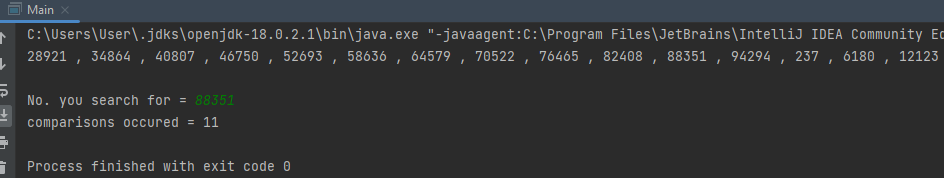 Main
C:\Users\User\.jdks\openjdk-18.0.2.1\bin\java.exe "-javaagent:C:\Program Files\JetBrains\IntelliJ IDEA Community Ed
28921 , 34864 , 40807 , 46750 , 52693 , 58636 , 64579 , 70522 , 76465 , 82408 , 88351 , 94294 , 237 , 6180 , 12123
No. you search for = 88351
comparisons occured = 11
Process finished with exit code 0